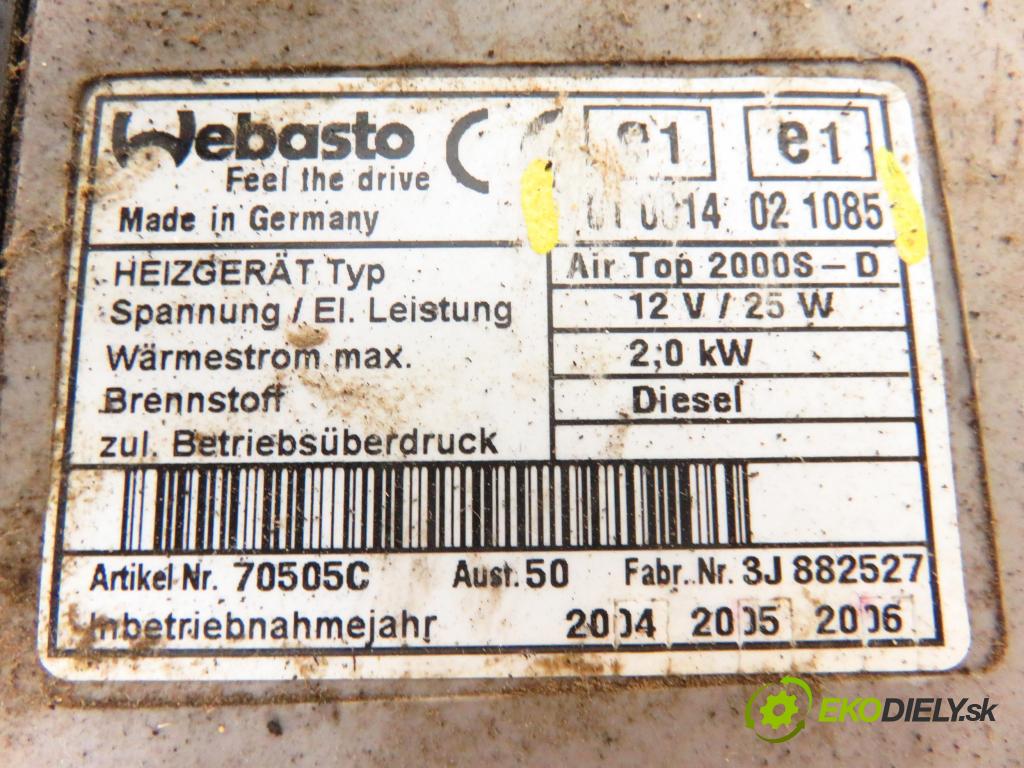 Webasto
Feel the drive
Made in Germany
CE
e1 e1
02 1085
HEIZGERÄT Typ Air Top 2000S – D
Spannung / El. Leistung 12 V / 25 W
Wärmestrom max. 2,0 kW
Brennstoff Diesel
zul. Betriebsüberdruck
Artikel Nr. 70505C Ausf. 50 Fabr. Nr. 3J 882527
Inbetriebnahmejahr 2004 2005 2006
EKODIELY.sk